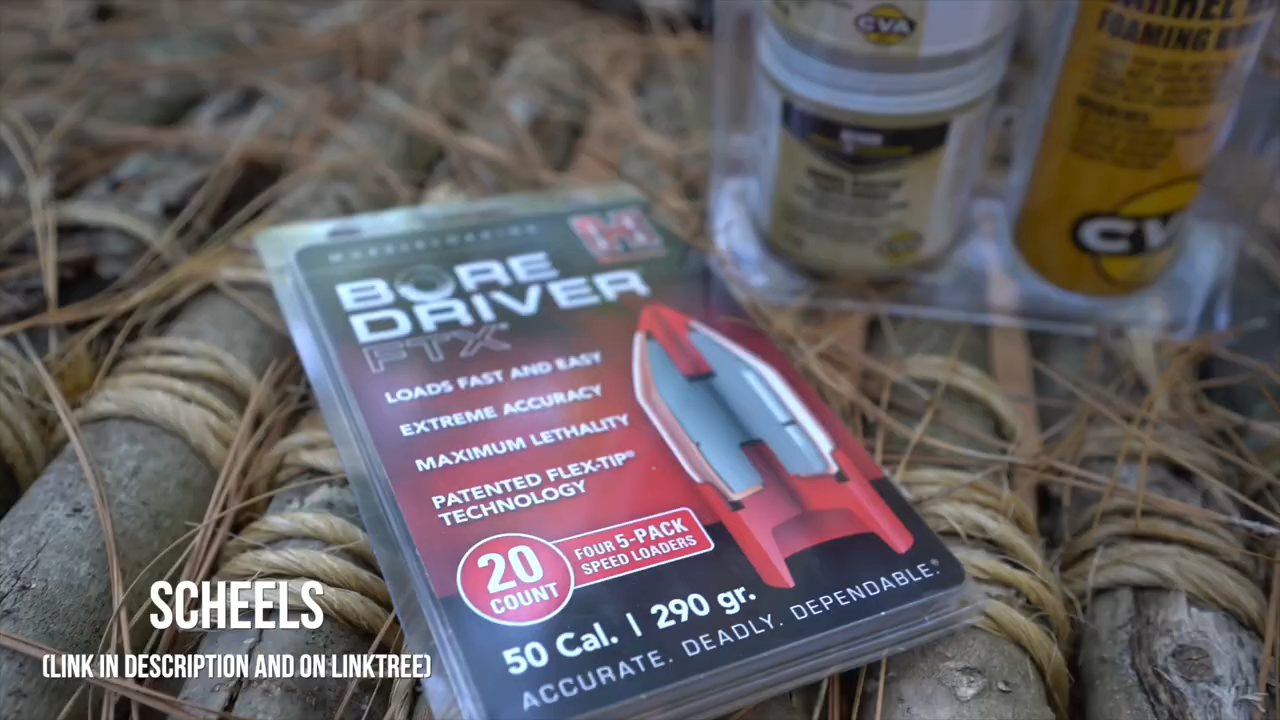 CVA
FOAMING
CVA
MUZZLELOADING
H
BORE
DRIVER
FTX™
LOADS FAST AND EASY
EXTREME ACCURACY
MAXIMUM LETHALITY
PATENTED FLEX-TIP®
TECHNOLOGY
20
COUNT
FOUR 5-PACK
SPEED LOADERS
50 Cal. | 290 gr.
ACCURATE. DEADLY. DEPENDABLE.®
SCHEELS
(LINK IN DESCRIPTION AND ON LINKTREE)